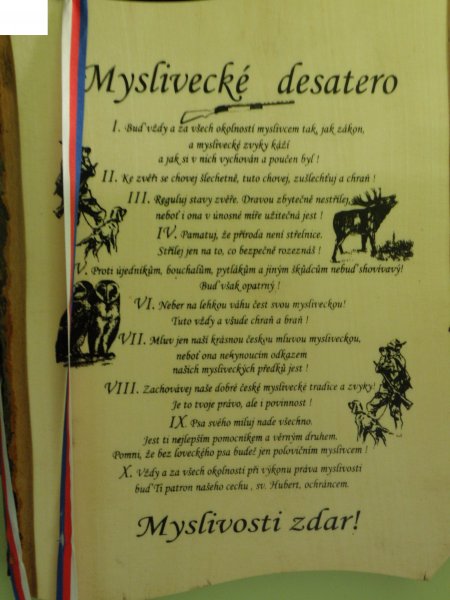 Myslivecké desatero
I. Buď vždy a za všech okolností myslivcem tak, jak zákon,
a myslivecké zvyky káží
a jak si v nich vychován a poučen byl !
II. Ke zvěři se chovej šlechetně, tuto chovej, zušlechťuj a chraň !
III. Reguluj stavy zvěře. Dravou zbytečně nestřílej,
neboť i ona v únosné míře užitečná jest !
IV. Pamatuj, že příroda není střelnice.
Střílej jen na to, co bezpečně rozeznáš !
V. Proti újedníkům, bouchalům, pytlákům a jiným škůdcům nebuď shovívavý!
Buď však opatrný !
VI. Neber na lehkou váhu čest svou mysliveckou!
Tuto vždy a všude chraň a braň !
VII. Mluv jen naší krásnou českou mluvou mysliveckou,
neboť ona nehynoucím odkazem
našich mysliveckých předků jest !
VIII. Zachovávej naše dobré české myslivecké tradice a zvyky!
Je to tvoje právo, ale i povinnost !
IX. Psa svého miluj nade všechno.
Jest ti nejlepším pomocníkem a věrným druhem.
Pomni, že bez loveckého psa budeš jen polovičním myslivcem !
X. Vždy a za všech okolností při výkonu práva myslivosti
buď Ti patron našeho cechu , sv. Hubert, ochráncem.
Myslivosti zdar!